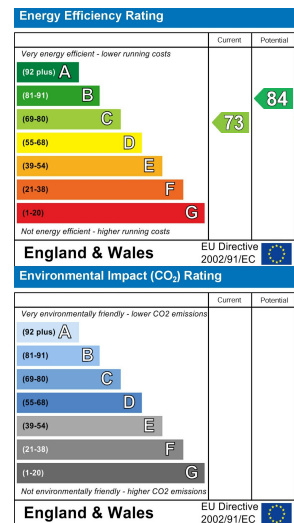 Energy Efficiency Rating
Current Potential
Very energy efficient - lower running costs
(92 plus) A
(81-91) B
84
(69-80) C
73
(55-68) D
(39-54) E
(21-38) F
(1-20) G
Not energy efficient - higher running costs
England & Wales
EU Directive
2002/91/EC
Environmental Impact (CO₂) Rating
Current Potential
Very environmentally friendly - lower CO2 emissions
(92 plus) A
(81-91) B
(69-80) C
(55-68) D
(39-54) E
(21-38) F
(1-20) G
Not environmentally friendly - higher CO2 emissions
England & Wales
EU Directive
2002/91/EC